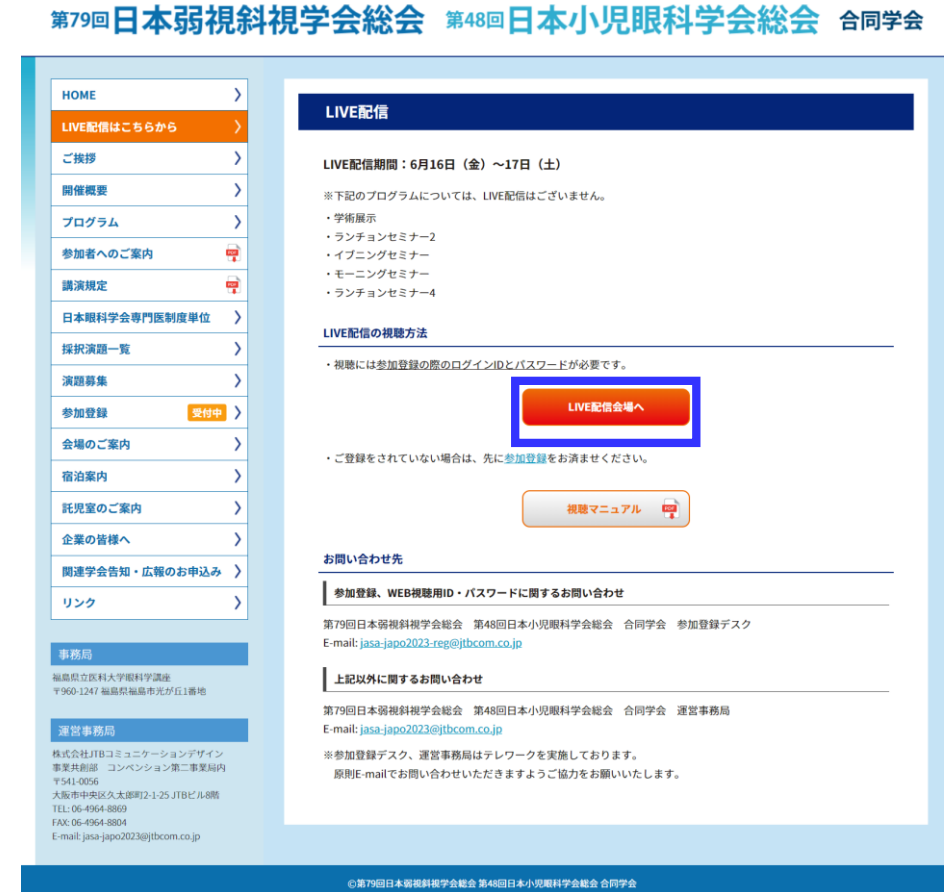 第79回日本弱視斜視学会総会 第48回日本小児眼科学会総会 合同学会
HOME
LIVE配信はこちらから
ご挨拶
開催概要
プログラム
参加者へのご案内
講演規定
日本眼科学会専門医制度単位
採択演題一覧
演題募集
参加登録 受付中
会場のご案内
宿泊案内
託児室のご案内
企業の皆様へ
関連学会告知・広報のお申込み
リンク
事務局
福島県立医科大学眼科学講座
〒960-1247 福島県福島市光が丘1番地
運営事務局
株式会社JTBコミュニケーションデザイン
事業共創部 コンベンション第二事業局内
〒541-0056
大阪市中央区久太郎町2-1-25 JTBビル8階
TEL: 06-4964-8869
FAX: 06-4964-8804
E-mail: jasa-japo2023@jtbcom.co.jp
LIVE配信
LIVE配信期間：6月16日（金）～17日（土）
※下記のプログラムについては、LIVE配信はございません。
・学術展示
・ランチョンセミナー2
・イブニングセミナー
・モーニングセミナー
・ランチョンセミナー4
LIVE配信の視聴方法
・視聴には参加登録の際のログインIDとパスワードが必要です。
LIVE配信会場へ
・ご登録をされていない場合は、先に参加登録をお済ませください。
視聴マニュアル
お問い合わせ先
参加登録、WEB視聴用ID・パスワードに関するお問い合わせ
第79回日本弱視斜視学会総会 第48回日本小児眼科学会総会 合同学会 参加登録デスク
E-mail: jasa-japo2023-reg@jtbcom.co.jp
上記以外に関するお問い合わせ
第79回日本弱視斜視学会総会 第48回日本小児眼科学会総会 合同学会 運営事務局
E-mail: jasa-japo2023@jtbcom.co.jp
※参加登録デスク、運営事務局はテレワークを実施しております。
原則E-mailでお問い合わせいただきますようご協力をお願いいたします。
©第79回日本弱視斜視学会総会 第48回日本小児眼科学会総会 合同学会